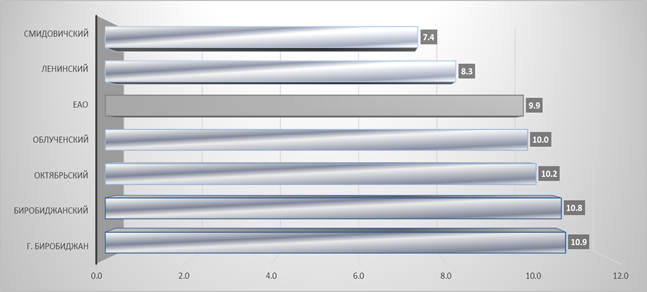 СМИДОВИЧСКИЙ 7.4
ЛЕНИНСКИЙ 8.3
ЕАО 9.9
ОБЛУЧЕНСКИЙ 10.0
ОКТЯБРЬСКИЙ 10.2
БИРОБИДЖАНСКИЙ 10.8
Г. БИРОБИДЖАН 10.9
0.0 2.0 4.0 6.0 8.0 10.0 12.0